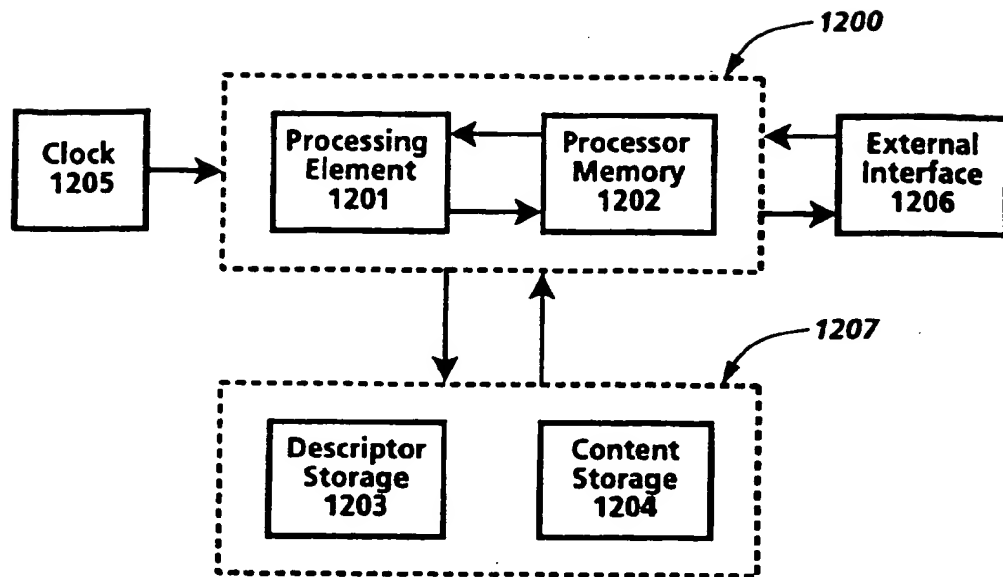 1200
Clock
1205
Processing
Element
1201
Processor
Memory
1202
External
Interface
1206
1207
Descriptor
Storage
1203
Content
Storage
1204